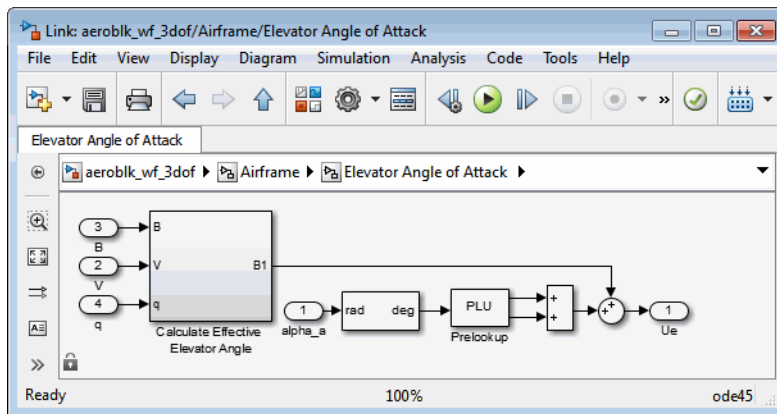 Link: aeroblk_wf_3dof/Airframe/Elevator Angle of Attack
File Edit View Display Diagram Simulation Analysis Code Tools Help
»
Elevator Angle of Attack
aeroblk_wf_3dof Airframe Elevator Angle of Attack
3
B
B
2
V
V
B1
4
q
q
Calculate Effective
Elevator Angle
1
alpha_a
rad deg
PLU
Prelookup
+
+
+
+
1
Ue
A
»
Ready 100% ode45